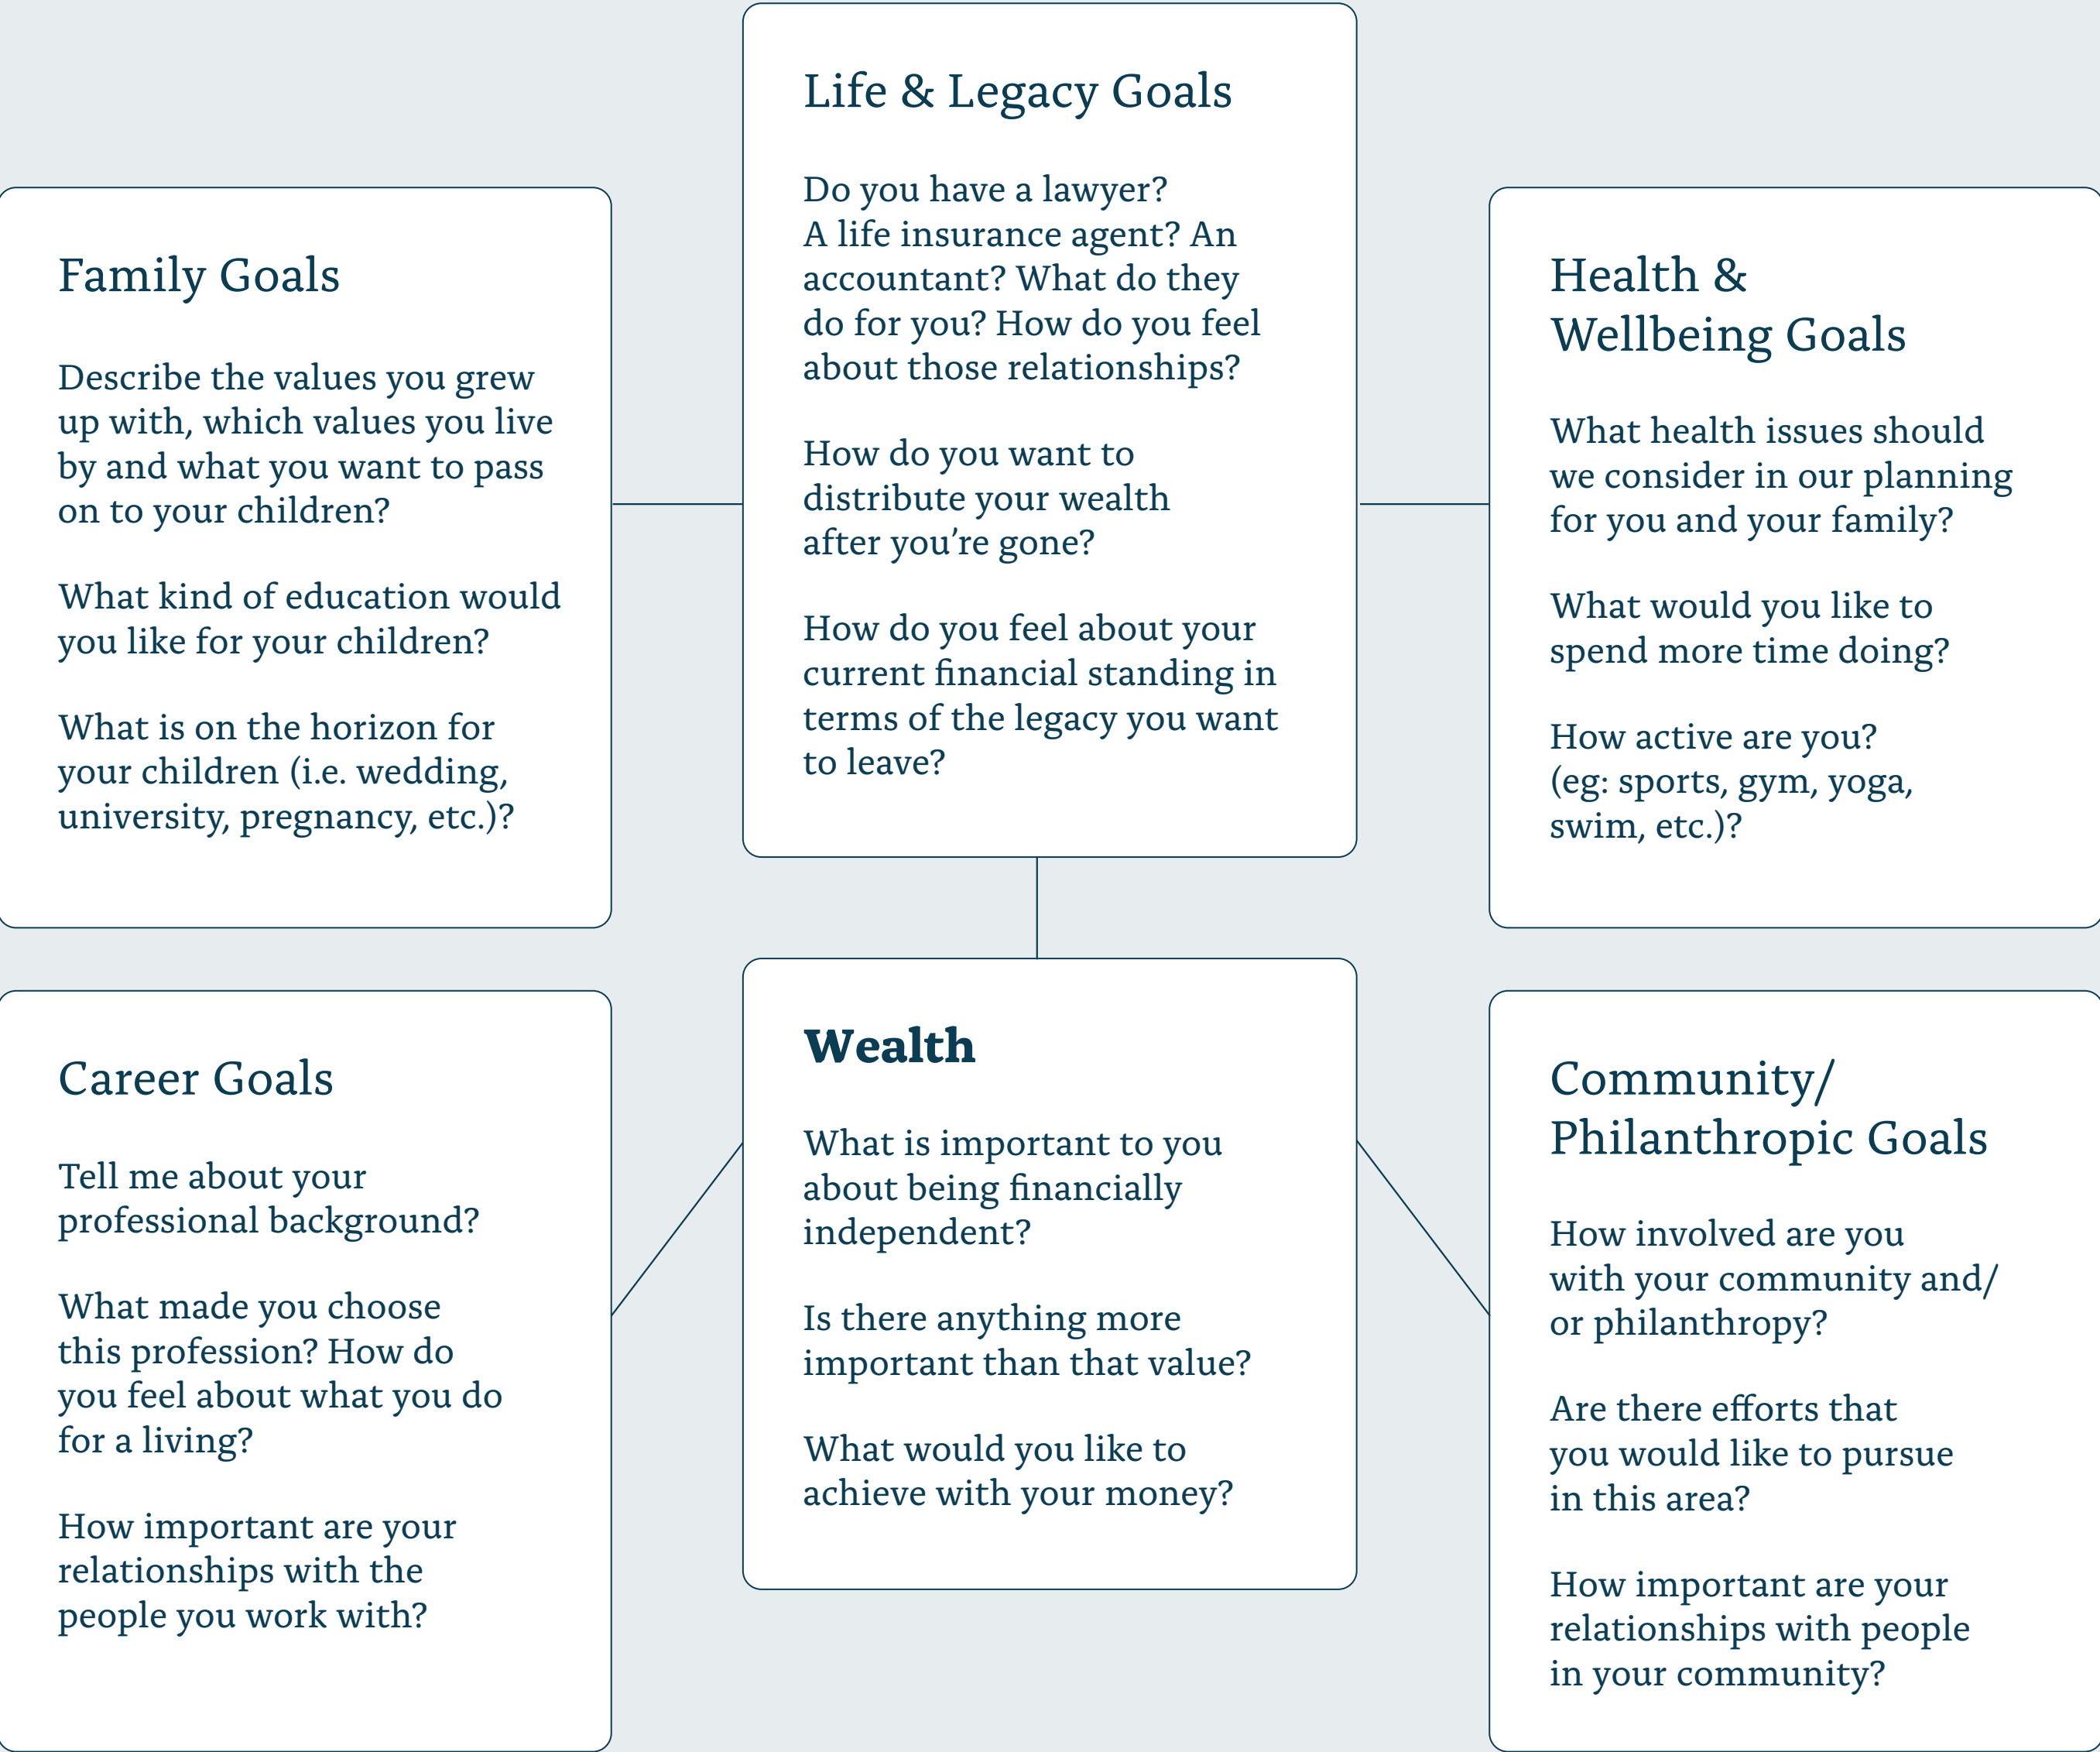 Life & Legacy Goals
Do you have a lawyer?
A life insurance agent? An
accountant? What do they
do for you? How do you feel
about those relationships?
How do you want to
distribute your wealth
after you’re gone?
How do you feel about your
current financial standing in
terms of the legacy you want
to leave?
Family Goals
Describe the values you grew
up with, which values you live
by and what you want to pass
on to your children?
What kind of education would
you like for your children?
What is on the horizon for
your children (i.e. wedding,
university, pregnancy, etc.)?
Health &
Wellbeing Goals
What health issues should
we consider in our planning
for you and your family?
What would you like to
spend more time doing?
How active are you?
(eg: sports, gym, yoga,
swim, etc.)?
Career Goals
Tell me about your
professional background?
What made you choose
this profession? How do
you feel about what you do
for a living?
How important are your
relationships with the
people you work with?
Wealth
What is important to you
about being financially
independent?
Is there anything more
important than that value?
What would you like to
achieve with your money?
Community/
Philanthropic Goals
How involved are you
with your community and/
or philanthropy?
Are there efforts that
you would like to pursue
in this area?
How important are your
relationships with people
in your community?